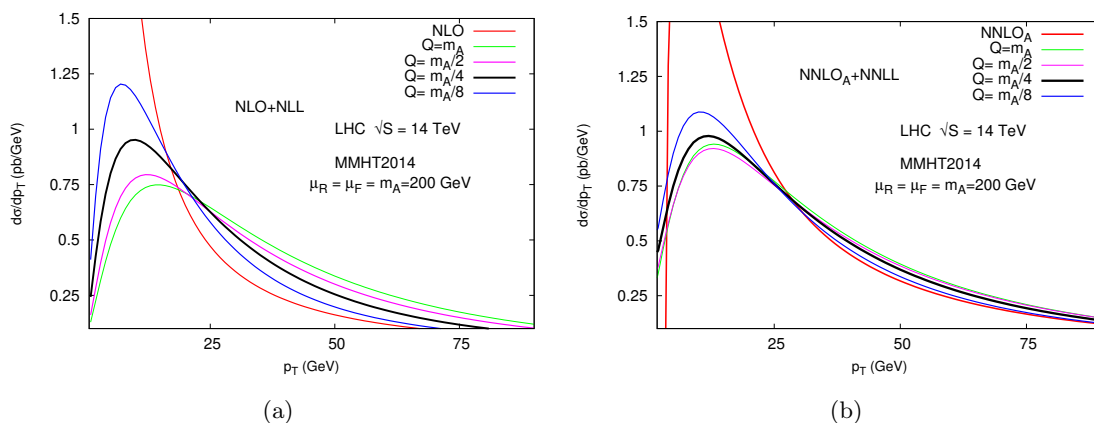 1.5
1.25
1
0.75
0.5
0.25
25
50
75
dσ/dp_T (pb/GeV)
p_T (GeV)
NLO
Q=m_A
Q= m_A/2
Q= m_A/4
Q= m_A/8
NLO+NLL
LHC √S = 14 TeV
MMHT2014
μ_R = μ_F = m_A=200 GeV
(a)
1.5
1.25
1
0.75
0.5
0.25
25
50
75
dσ/dp_T (pb/GeV)
p_T (GeV)
NNLO_A
Q=m_A
Q= m_A/2
Q= m_A/4
Q= m_A/8
NNLO_A+NNLL
LHC √S = 14 TeV
MMHT2014
μ_R = μ_F = m_A=200 GeV
(b)